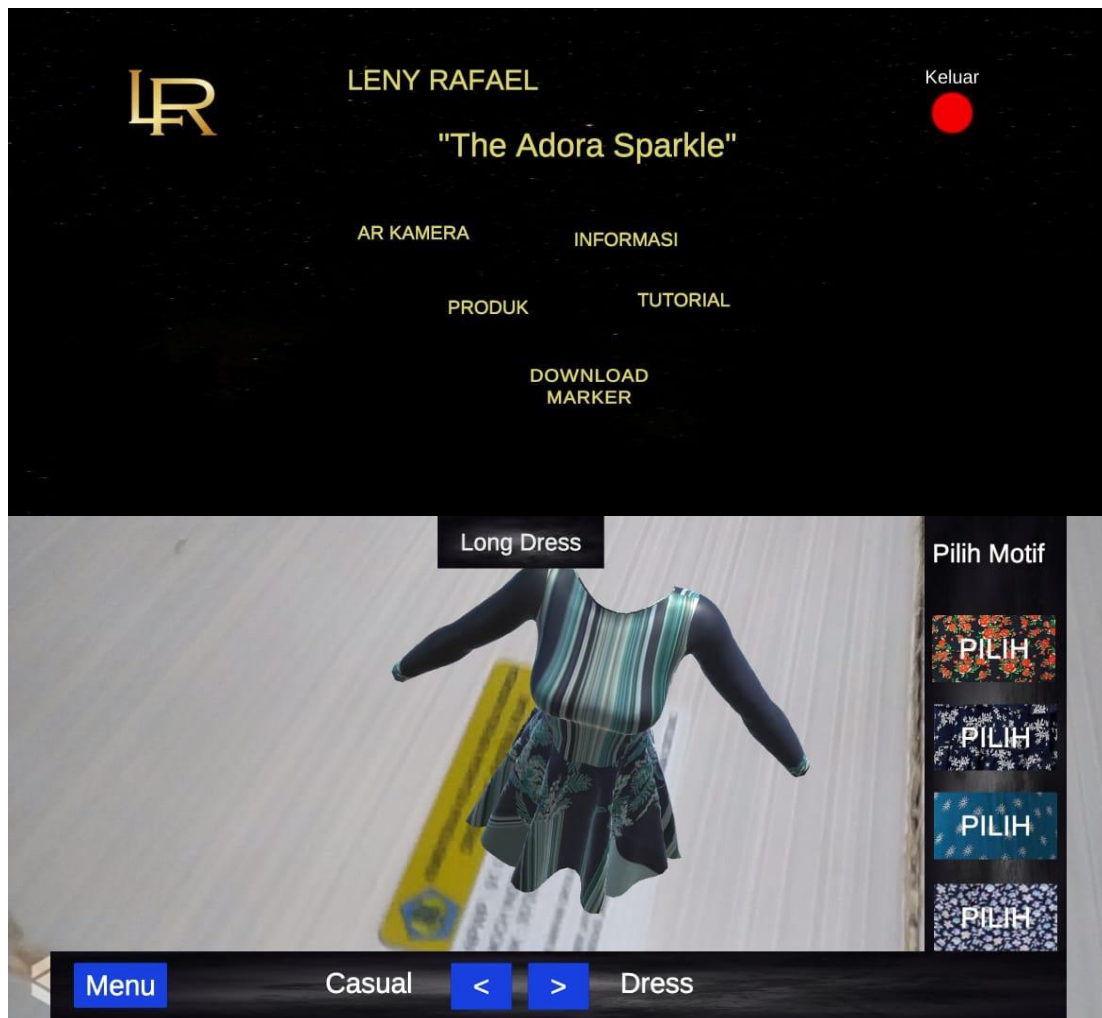 LR
LENY RAFAEL
Keluar
"The Adora Sparkle"
AR KAMERA
INFORMASI
PRODUK
TUTORIAL
DOWNLOAD
MARKER
Long Dress
Pilih Motif
PILIH
PILIH
PILIH
PILIH
Menu
Casual
<
>
Dress